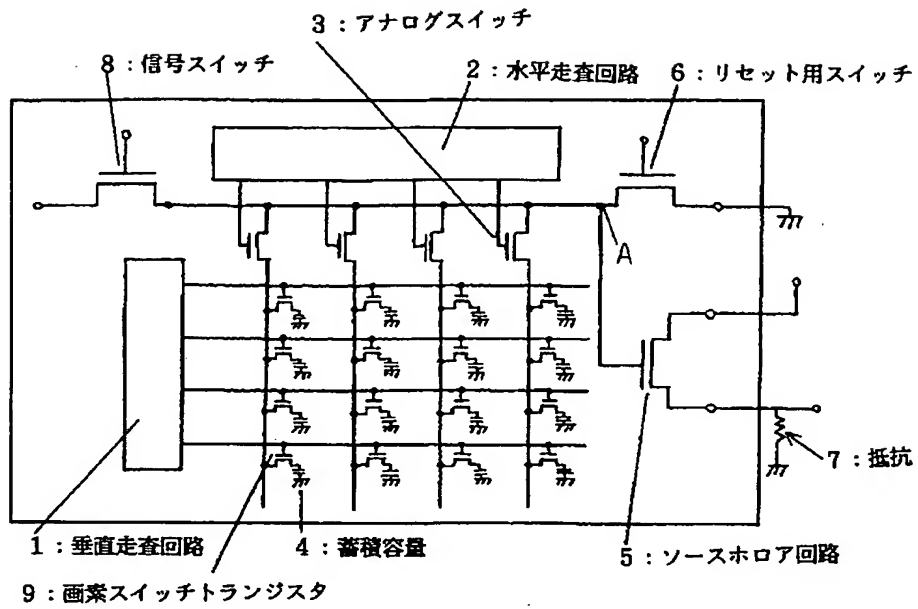 3：アナログスイッチ
8：信号スイッチ
2：水平走査回路
6：リセット用スイッチ
A
7：抵抗
1：垂直走査回路
4：蓄積容量
5：ソースホロア回路
9：画素スイッチトランジスタ